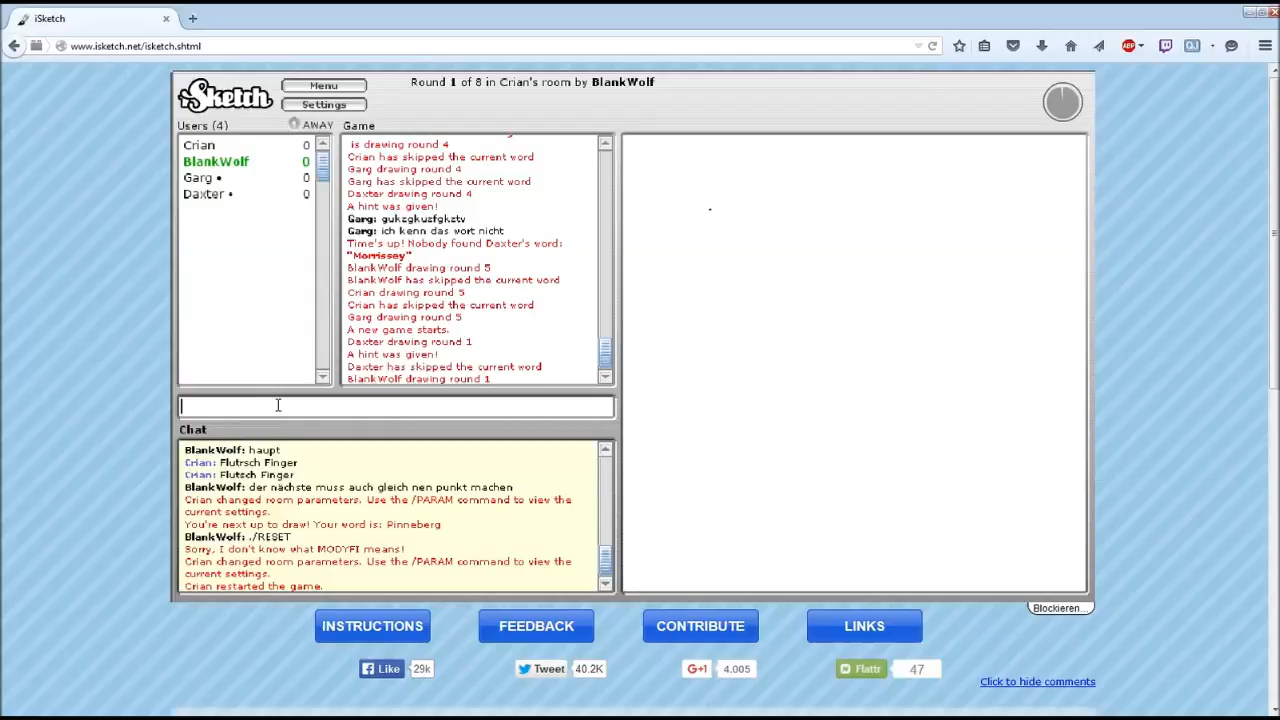 iSketch
www.isketch.net/isketch.shtml
ABP
iSketch
Menu
Settings
Round 1 of 8 in Crian's room by BlankWolf
Users (4)
AWAY
Game
Crian 0
BlankWolf 0
Garg • 0
Daxter • 0
is drawing round 4
Crian has skipped the current word
Garg drawing round 4
Garg has skipped the current word
Daxter drawing round 4
A hint was given!
Garg: gukzgkuzfgkztv
Garg: ich kenn das wort nicht
Time's up! Nobody found Daxter's word:
"Morrissey"
BlankWolf drawing round 5
BlankWolf has skipped the current word
Crian drawing round 5
Crian has skipped the current word
Garg drawing round 5
A new game starts.
Daxter drawing round 1
A hint was given!
Daxter has skipped the current word
BlankWolf drawing round 1
Chat
BlankWolf: haupt
Crian: Flutrsch Finger
Crian: Flutsch Finger
BlankWolf: der nächste muss auch gleich nen punkt machen
Crian changed room parameters. Use the /PARAM command to view the
current settings.
You're next up to draw! Your word is: Pinneberg
BlankWolf: ./RESET
Sorry, I don't know what MODYFI means!
Crian changed room parameters. Use the /PARAM command to view the
current settings.
Crian restarted the game.
Blockieren...
INSTRUCTIONS
FEEDBACK
CONTRIBUTE
LINKS
Like 29k
Tweet 40.2K
G+1 4.005
Flattr 47
Click to hide comments